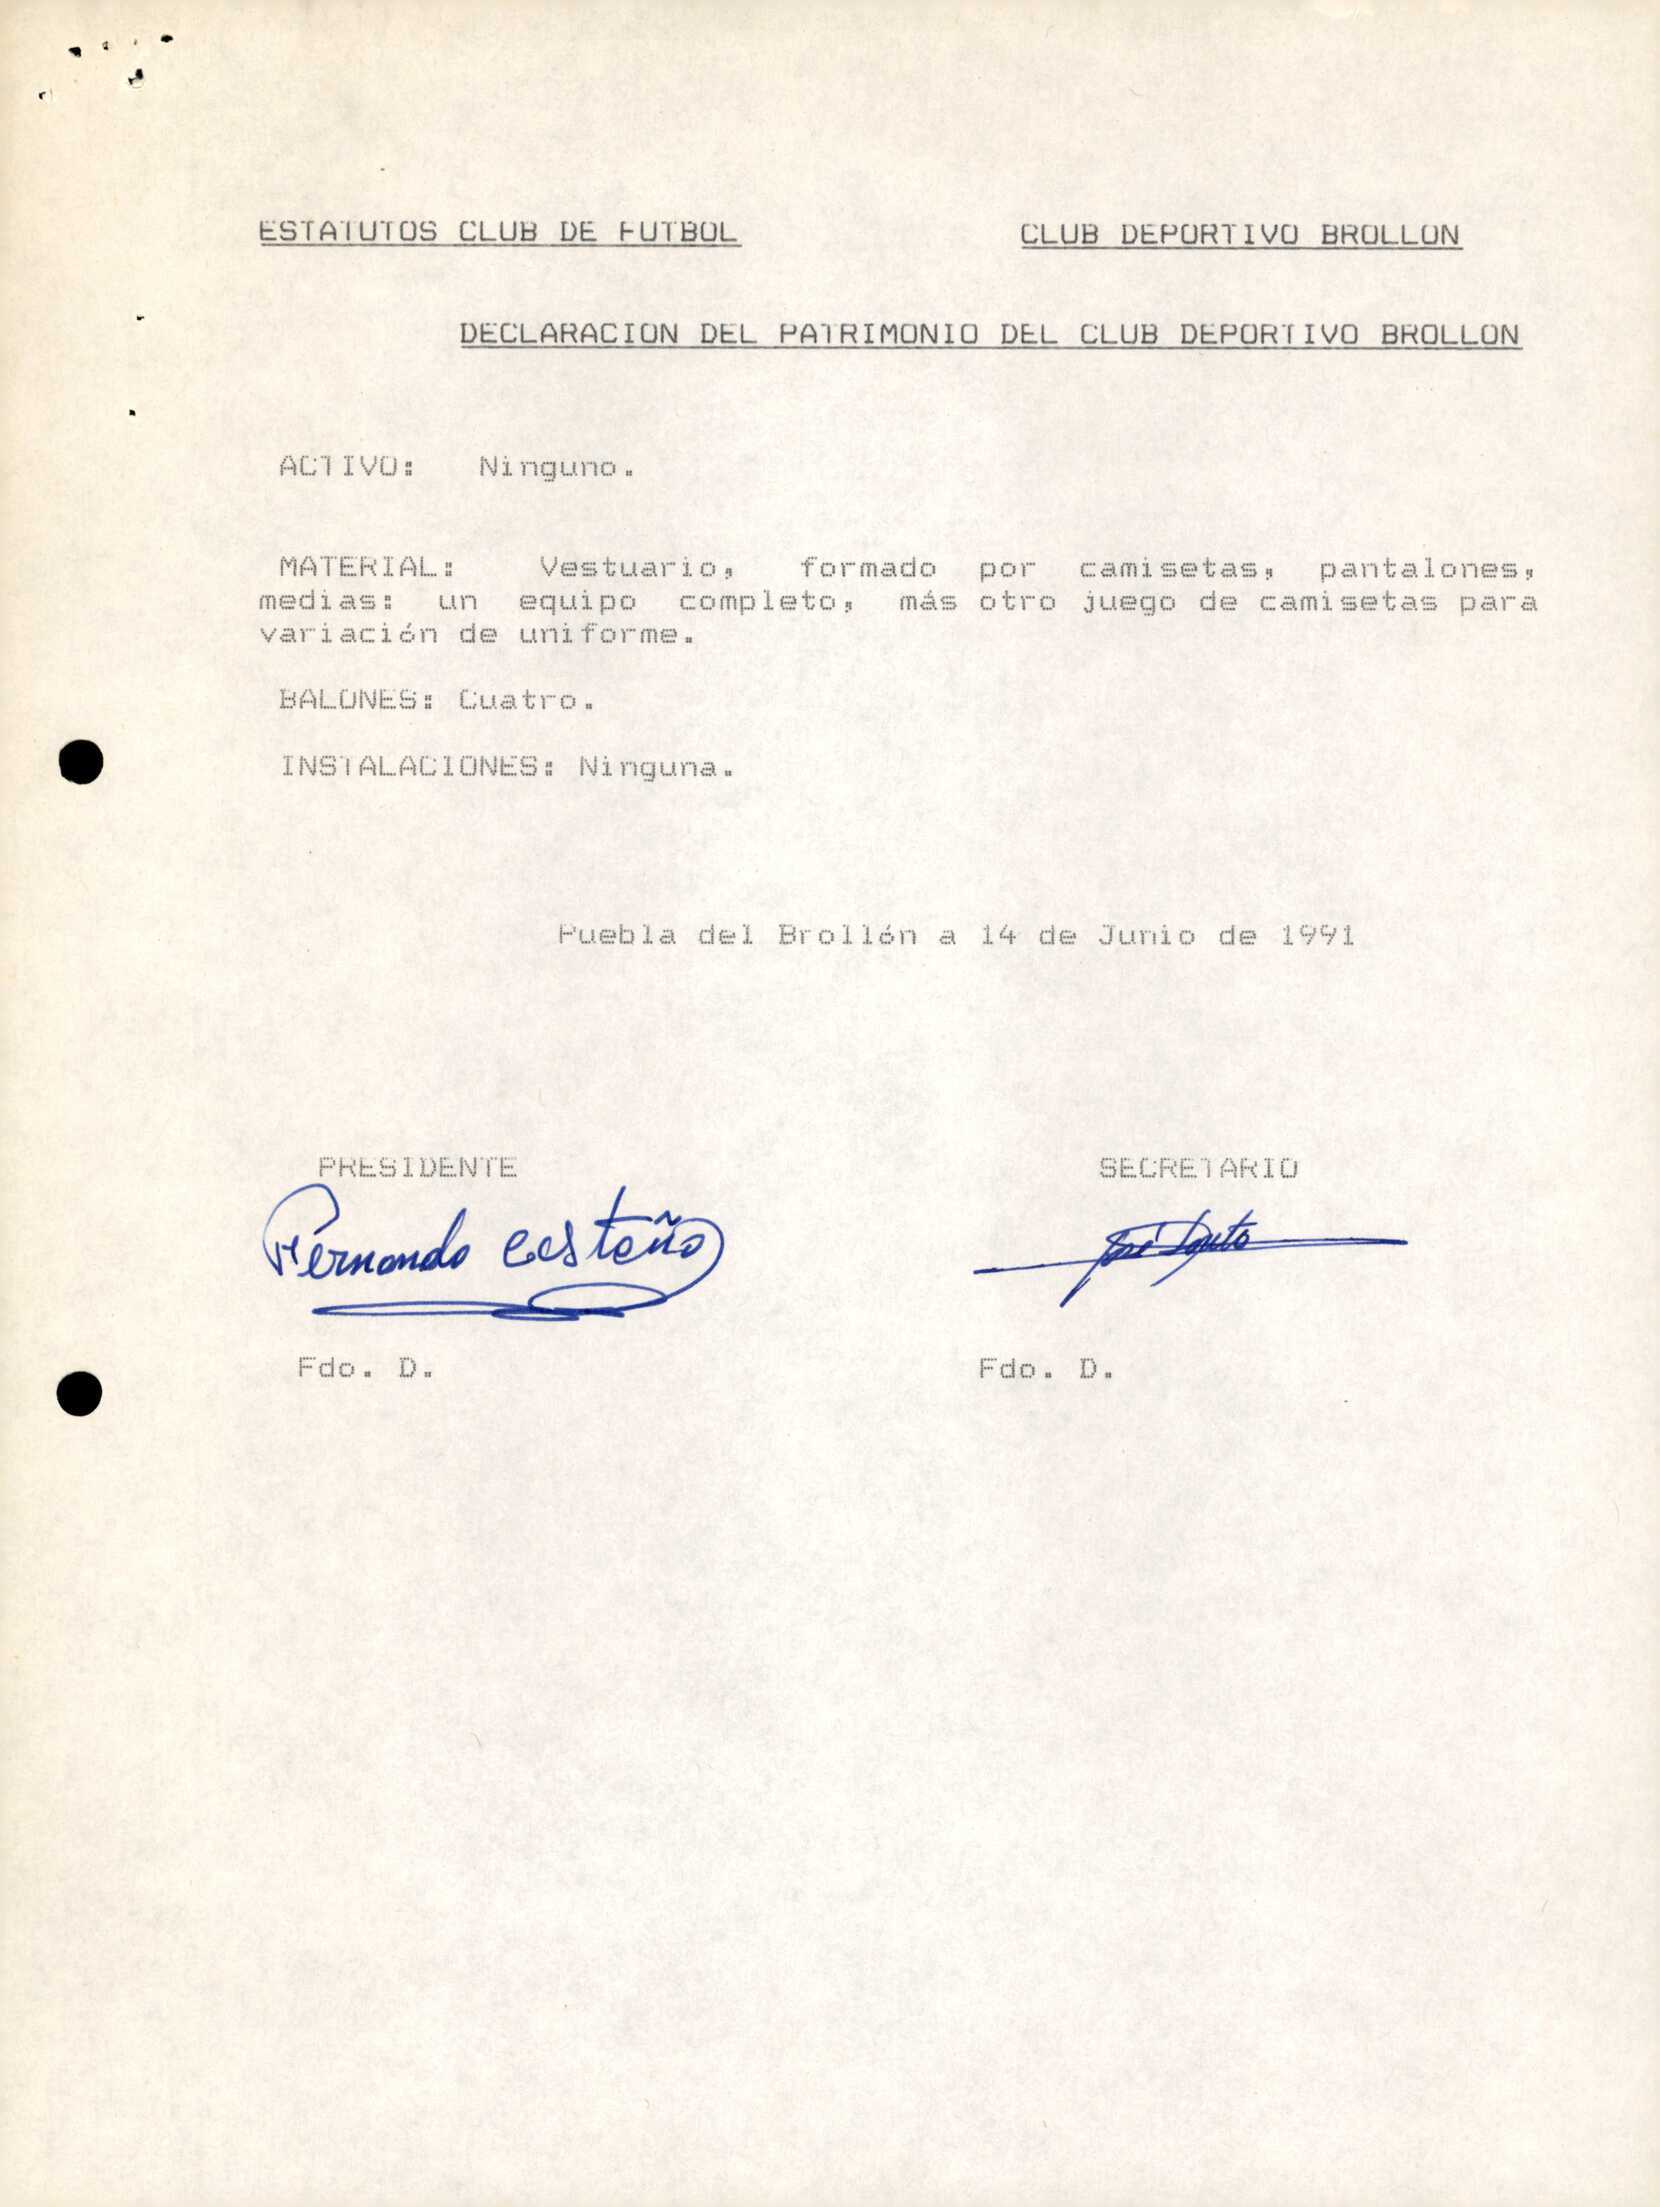 ESTATUTOS CLUB DE FUTBOL CLUB DEPORTIVO BROLLON
DECLARACION DEL PATRIMONIO DEL CLUB DEPORTIVO BROLLON
ACTIVO: Ninguno.
MATERIAL: Vestuario, formado por camisetas, pantalones,
medias: un equipo completo, más otro juego de camisetas para
variación de uniforme.
BALONES: Cuatro.
INSTALACIONES: Ninguna.
Puebla del Brollón a 14 de Junio de 1991
PRESIDENTE SECRETARIO
Fernando Castaño José
Fdo. D. Fdo. D.